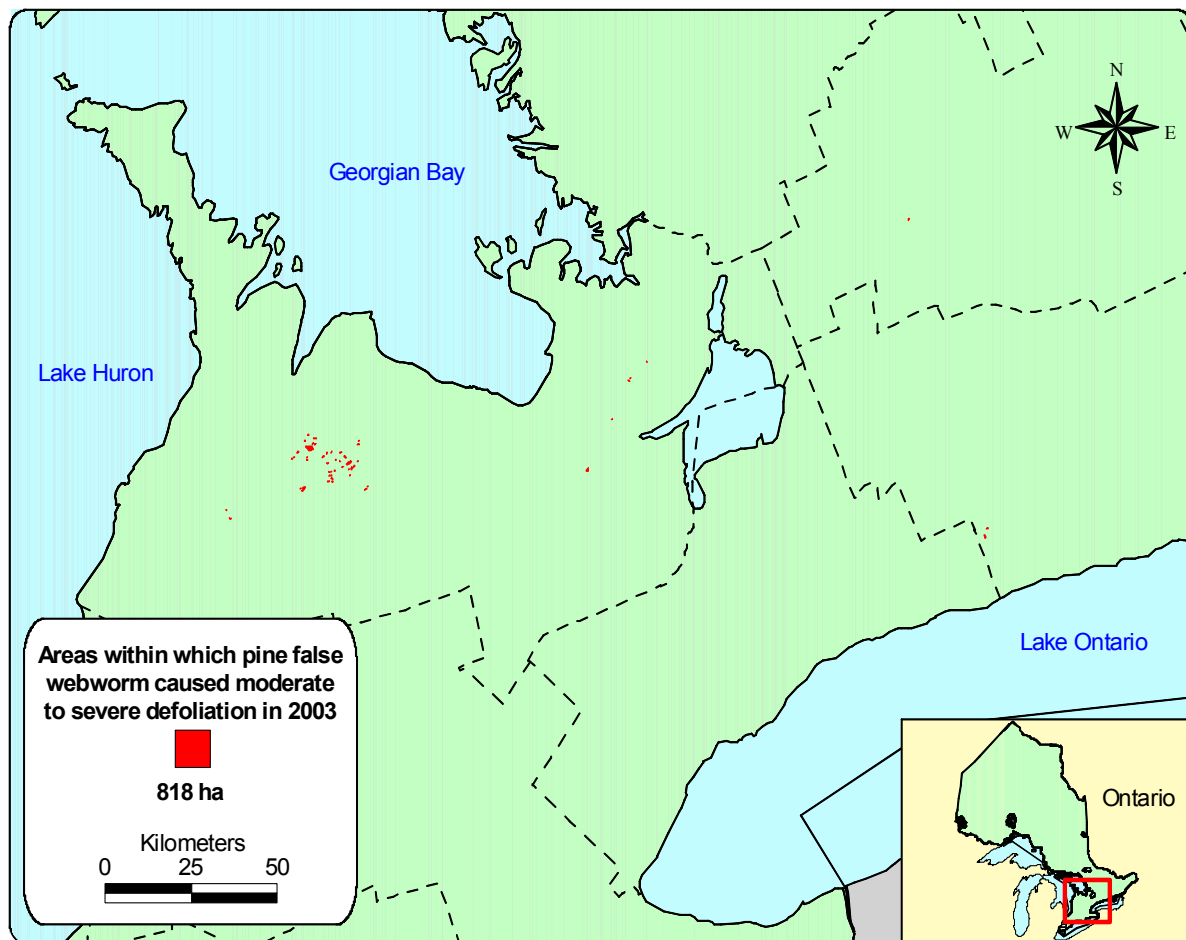 N
W
E
S
Georgian Bay
Lake Huron
Lake Ontario
Areas within which pine false
webworm caused moderate
to severe defoliation in 2003
818 ha
Kilometers
0 25 50
Ontario